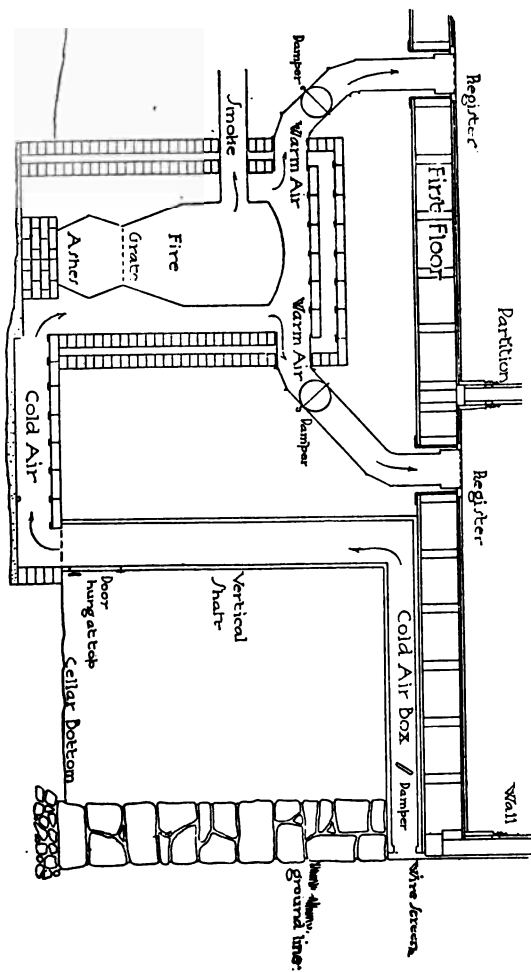 Register
Partition
Register
Wall
First Floor
Damper
Warm Air
Smoke
Warm Air
Damper
Cold Air Box
Damper
Wire Screen
Fire
Grate
Ashes
Vertical
Shaft
Cold Air
Door
hung at top
Cellar Bottom
ground line.